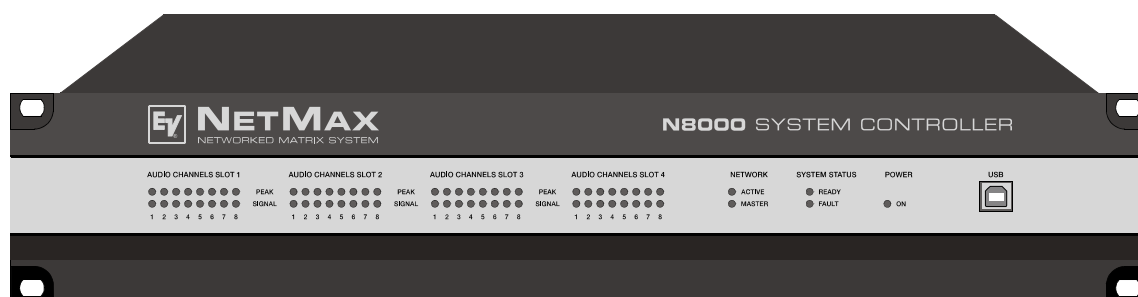 EV NETMAX
NETWORKED MATRIX SYSTEM
N8000 SYSTEM CONTROLLER
AUDIO CHANNELS SLOT 1 AUDIO CHANNELS SLOT 2 AUDIO CHANNELS SLOT 3 AUDIO CHANNELS SLOT 4 NETWORK SYSTEM STATUS POWER USB
PEAK PEAK PEAK ACTIVE READY
SIGNAL SIGNAL SIGNAL MASTER FAULT ON
1 2 3 4 5 6 7 8 1 2 3 4 5 6 7 8 1 2 3 4 5 6 7 8 1 2 3 4 5 6 7 8